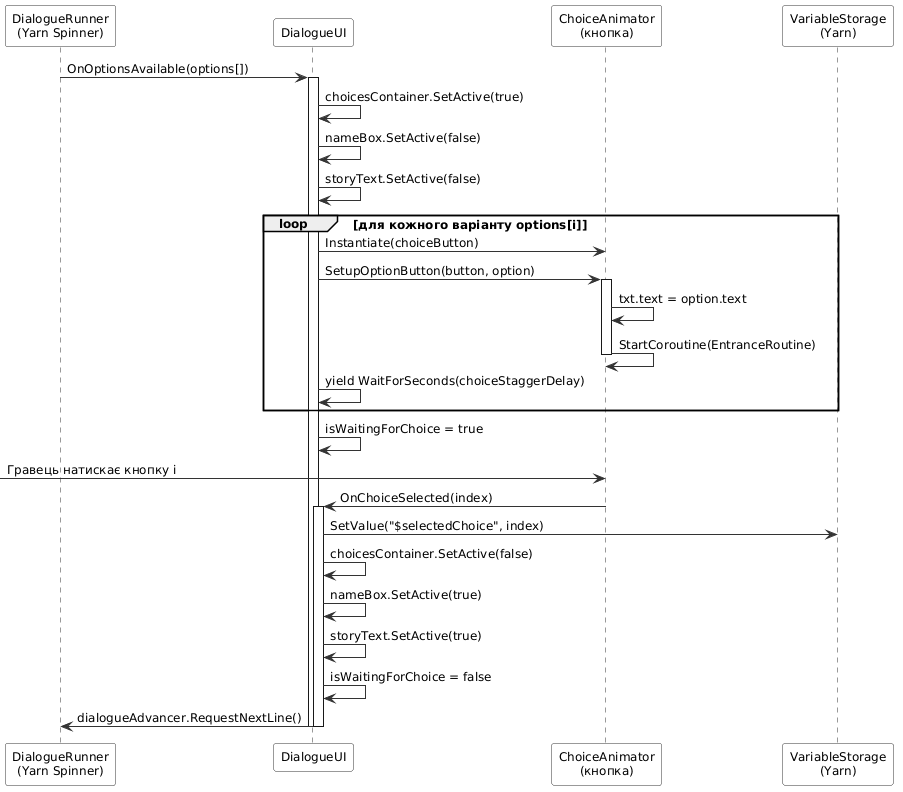 DialogueRunner
(Yarn Spinner)
DialogueUI
ChoiceAnimator
(кнопка)
VariableStorage
(Yarn)
OnOptionsAvailable(options[])
choicesContainer.SetActive(true)
nameBox.SetActive(false)
storyText.SetActive(false)
loop
[для кожного варіанту options[i]]
Instantiate(choiceButton)
SetupOptionButton(button, option)
txt.text = option.text
StartCoroutine(EntranceRoutine)
yield WaitForSeconds(choiceStaggerDelay)
isWaitingForChoice = true
Гравець натискає кнопку i
OnChoiceSelected(index)
SetValue("$selectedChoice", index)
choicesContainer.SetActive(false)
nameBox.SetActive(true)
storyText.SetActive(true)
isWaitingForChoice = false
dialogueAdvancer.RequestNextLine()
DialogueRunner
(Yarn Spinner)
DialogueUI
ChoiceAnimator
(кнопка)
VariableStorage
(Yarn)